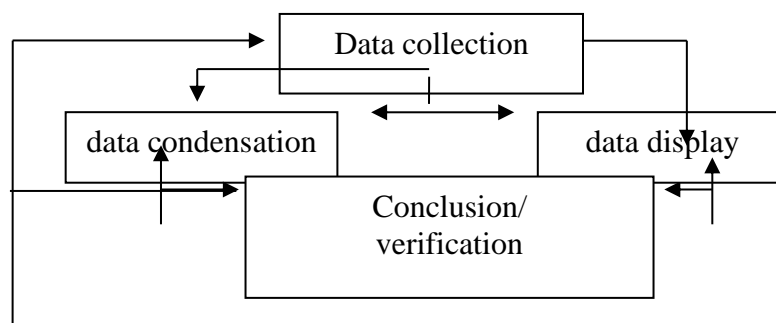 Data collection
data condensation
data display
Conclusion/
verification